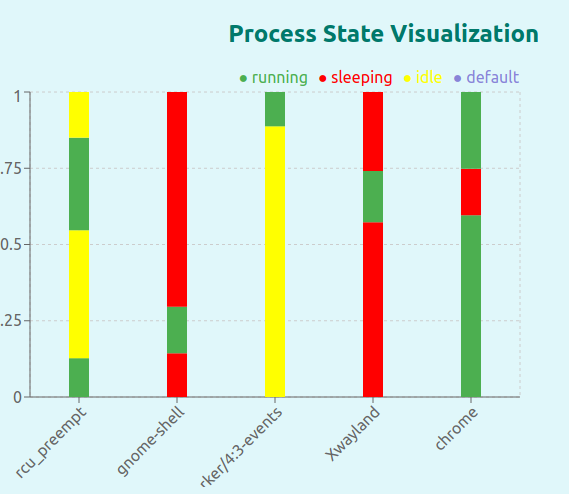 Process State Visualization
running sleeping idle default
1
.75
0.5
.25
0
rcu_preempt
gnome-shell
rker/4:3-events
Xwayland
chrome